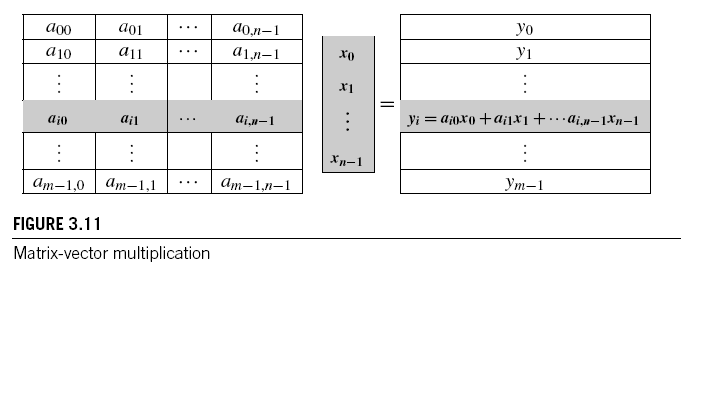 a00 a01 ⋯ a0,n−1
a10 a11 ⋯ a1,n−1
⋮ ⋮ ⋮
ai0 ai1 ⋯ ai,n−1
⋮ ⋮ ⋮
am−1,0 am−1,1 ⋯ am−1,n−1
x0
x1
⋮
xn−1
=
y0
y1
⋮
yi = ai0x0 + ai1x1 + ⋯ai,n−1xn−1
⋮
ym−1
FIGURE 3.11
Matrix-vector multiplication